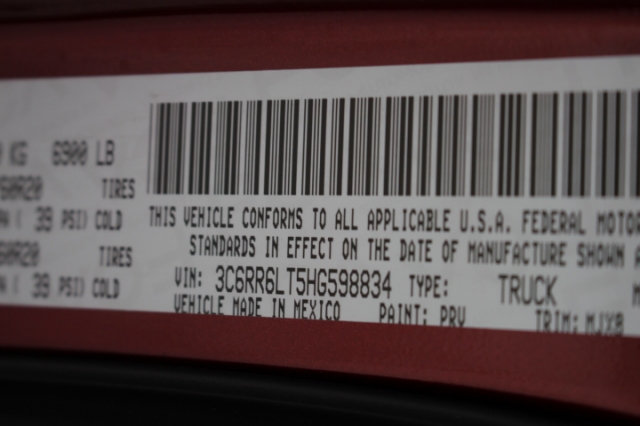 KG 6900 LB
TIRES
( 39 PSI) COLD
TIRES
( 39 PSI) COLD
THIS VEHICLE CONFORMS TO ALL APPLICABLE U.S.A. FEDERAL MOTO
STANDARDS IN EFFECT ON THE DATE OF MANUFACTURE SHOWN
VIN: 3C6RR6LT5HG598834 TYPE: TRUCK
VEHICLE MADE IN MEXICO PAINT: PRV TRIM: MJX8